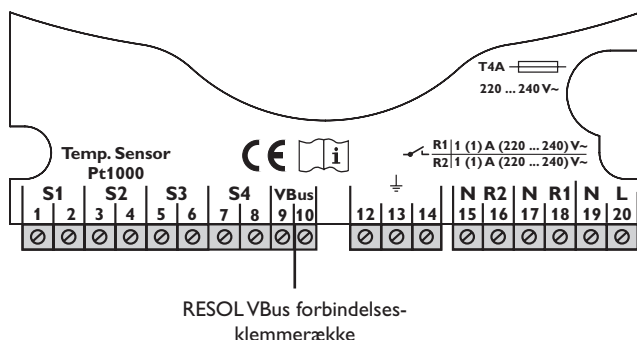 T4A
220 ... 240 V~
Temp. Sensor
Pt1000
CE i
R1 1 (1) A (220 ... 240) V~
R2 1 (1) A (220 ... 240) V~
S1 S2 S3 S4 VBus N R2 N R1 N L
1 2 3 4 5 6 7 8 9 10 12 13 14 15 16 17 18 19 20
RESOL VBus forbindelses-
klemmerække